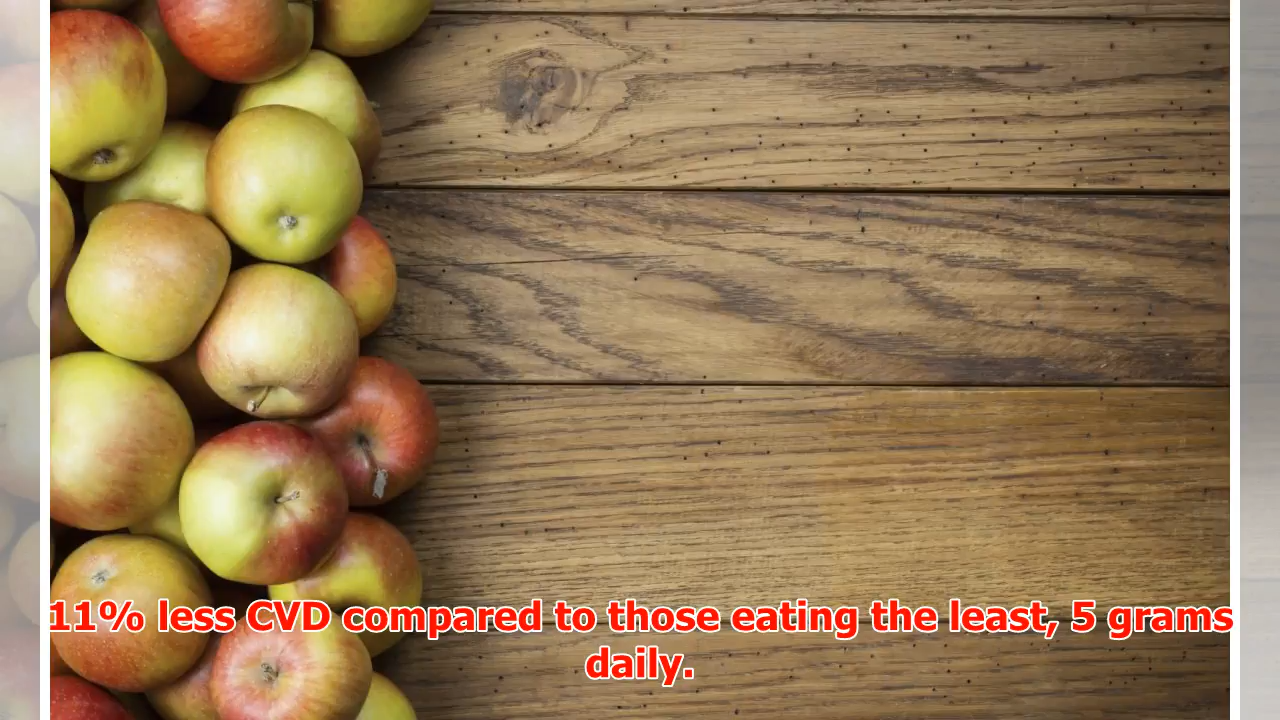 11% less CVD compared to those eating the least, 5 grams
daily.